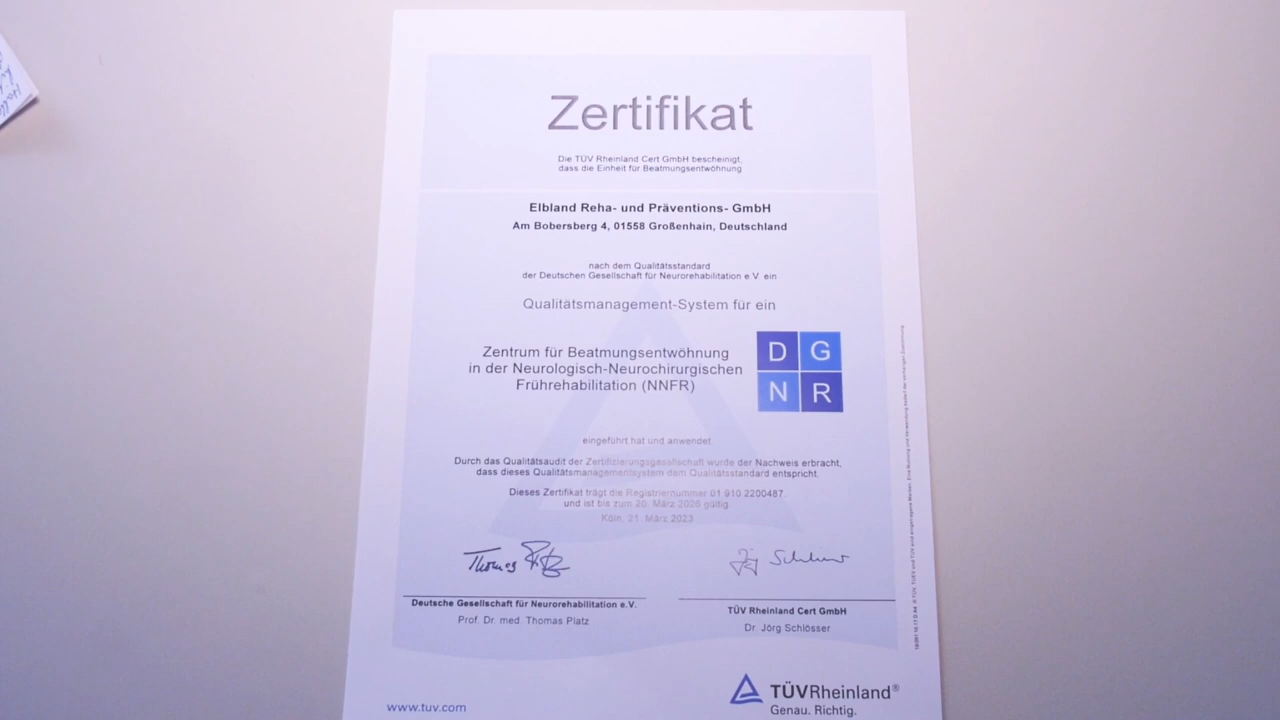 Zertifikat
Die TÜV Rheinland Cert GmbH bescheinigt,
dass die Einheit für Beatmungsentwöhnung
Elbland Reha- und Präventions- GmbH
Am Bobersberg 4, 01558 Großenhain, Deutschland
nach dem Qualitätsstandard
der Deutschen Gesellschaft für Neurorehabilitation e.V. ein
Qualitätsmanagement-System für ein
Zentrum für Beatmungsentwöhnung
in der Neurologisch-Neurochirurgischen
Frührehabilitation (NNFR)
D G
N R
eingeführt hat und anwendet
Durch das Qualitätsaudit der Zertifizierungsgesellschaft wurde der Nachweis erbracht,
dass dieses Qualitätsmanagementsystem dem Qualitätsstandard entspricht.
Dieses Zertifikat trägt die Registriernummer 01 910 2200487.
und ist bis zum 20. März 2026 gültig
Köln, 21. März 2023
Thomas Platz
Deutsche Gesellschaft für Neurorehabilitation e.V.
Prof. Dr. med. Thomas Platz
TÜV Rheinland Cert GmbH
Dr. Jörg Schlösser
www.tuv.com
TÜVRheinland®
Genau. Richtig.